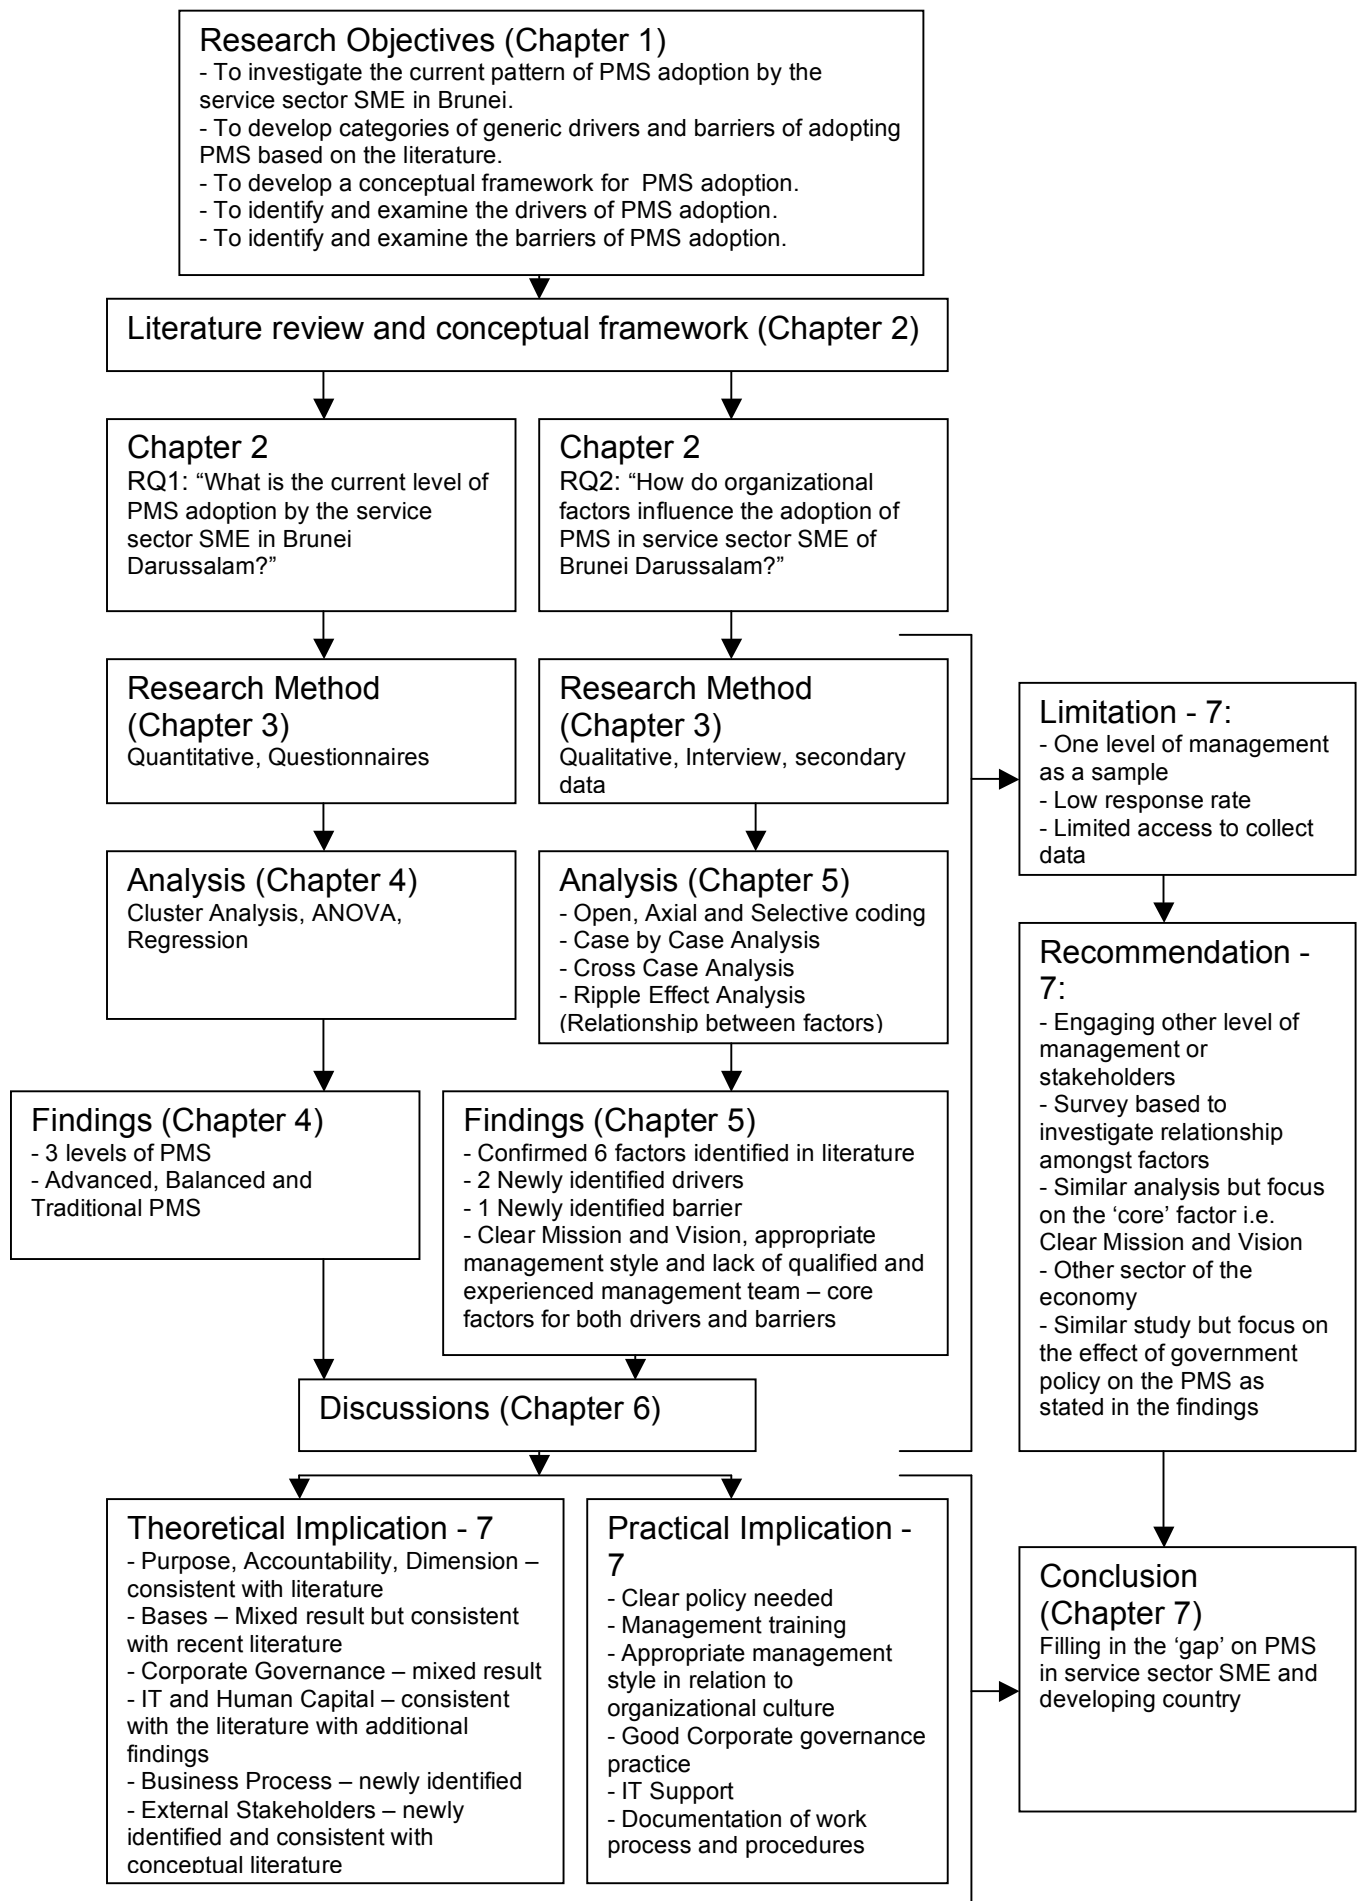 Research Objectives (Chapter 1)
- To investigate the current pattern of PMS adoption by the
service sector SME in Brunei.
- To develop categories of generic drivers and barriers of adopting
PMS based on the literature.
- To develop a conceptual framework for PMS adoption.
- To identify and examine the drivers of PMS adoption.
- To identify and examine the barriers of PMS adoption.
Literature review and conceptual framework (Chapter 2)
Chapter 2
RQ1: “What is the current level of
PMS adoption by the service
sector SME in Brunei
Darussalam?”
Chapter 2
RQ2: “How do organizational
factors influence the adoption of
PMS in service sector SME of
Brunei Darussalam?”
Research Method
(Chapter 3)
Quantitative, Questionnaires
Research Method
(Chapter 3)
Qualitative, Interview, secondary
data
Analysis (Chapter 4)
Cluster Analysis, ANOVA,
Regression
Analysis (Chapter 5)
- Open, Axial and Selective coding
- Case by Case Analysis
- Cross Case Analysis
- Ripple Effect Analysis
(Relationship between factors)
Findings (Chapter 4)
- 3 levels of PMS
- Advanced, Balanced and
Traditional PMS
Findings (Chapter 5)
- Confirmed 6 factors identified in literature
- 2 Newly identified drivers
- 1 Newly identified barrier
- Clear Mission and Vision, appropriate
management style and lack of qualified and
experienced management team – core
factors for both drivers and barriers
Discussions (Chapter 6)
Theoretical Implication - 7
- Purpose, Accountability, Dimension –
consistent with literature
- Bases – Mixed result but consistent
with recent literature
- Corporate Governance – mixed result
- IT and Human Capital – consistent
with the literature with additional
findings
- Business Process – newly identified
- External Stakeholders – newly
identified and consistent with
conceptual literature
Practical Implication -
7
- Clear policy needed
- Management training
- Appropriate management
style in relation to
organizational culture
- Good Corporate governance
practice
- IT Support
- Documentation of work
process and procedures
Limitation - 7:
- One level of management
as a sample
- Low response rate
- Limited access to collect
data
Recommendation -
7:
- Engaging other level of
management or
stakeholders
- Survey based to
investigate relationship
amongst factors
- Similar analysis but focus
on the ‘core’ factor i.e.
Clear Mission and Vision
- Other sector of the
economy
- Similar study but focus on
the effect of government
policy on the PMS as
stated in the findings
Conclusion
(Chapter 7)
Filling in the ‘gap’ on PMS
in service sector SME and
developing country